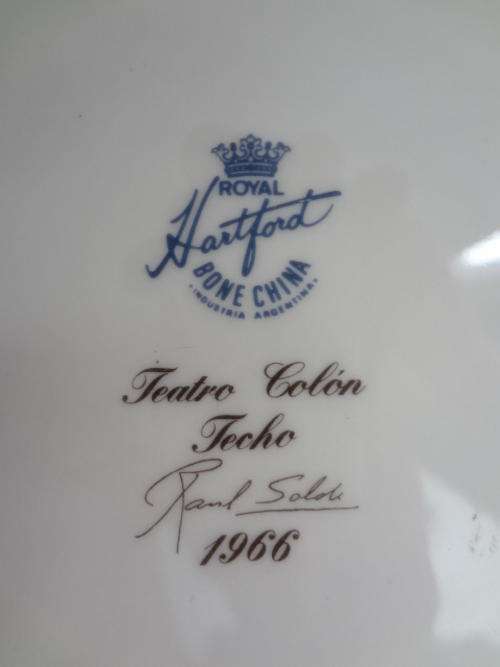 ROYAL
Hartford
BONE CHINA
INDUSTRIA ARGENTINA
Teatro Colón
Techo
Raul Soldi
1966